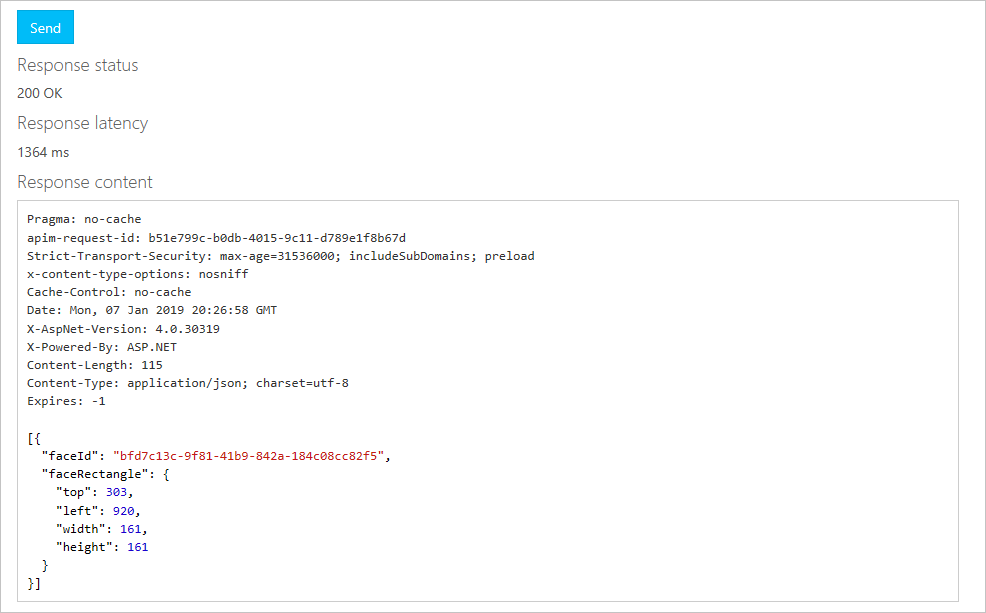 Send
Response status
200 OK
Response latency
1364 ms
Response content
Pragma: no-cache
apim-request-id: b51e799c-b0db-4015-9c11-d789e1f8b67d
Strict-Transport-Security: max-age=31536000; includeSubDomains; preload
x-content-type-options: nosniff
Cache-Control: no-cache
Date: Mon, 07 Jan 2019 20:26:58 GMT
X-AspNet-Version: 4.0.30319
X-Powered-By: ASP.NET
Content-Length: 115
Content-Type: application/json; charset=utf-8
Expires: -1
[{
  "faceId": "bfd7c13c-9f81-41b9-842a-184c08cc82f5",
  "faceRectangle": {
    "top": 303,
    "left": 920,
    "width": 161,
    "height": 161
  }
}]